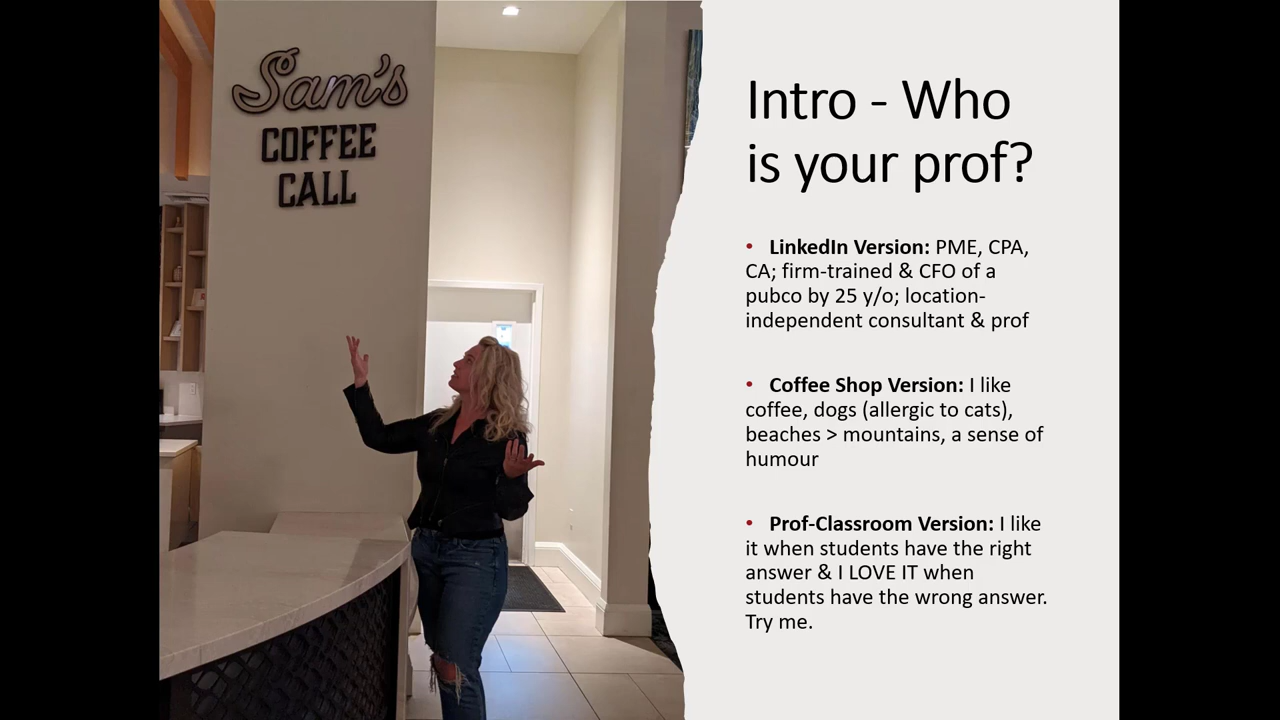 Sam's
COFFEE
CALL
Intro - Who
is your prof?
• LinkedIn Version: PME, CPA,
CA; firm-trained & CFO of a
pubco by 25 y/o; location-
independent consultant & prof
• Coffee Shop Version: I like
coffee, dogs (allergic to cats),
beaches > mountains, a sense of
humour
• Prof-Classroom Version: I like
it when students have the right
answer & I LOVE IT when
students have the wrong answer.
Try me.